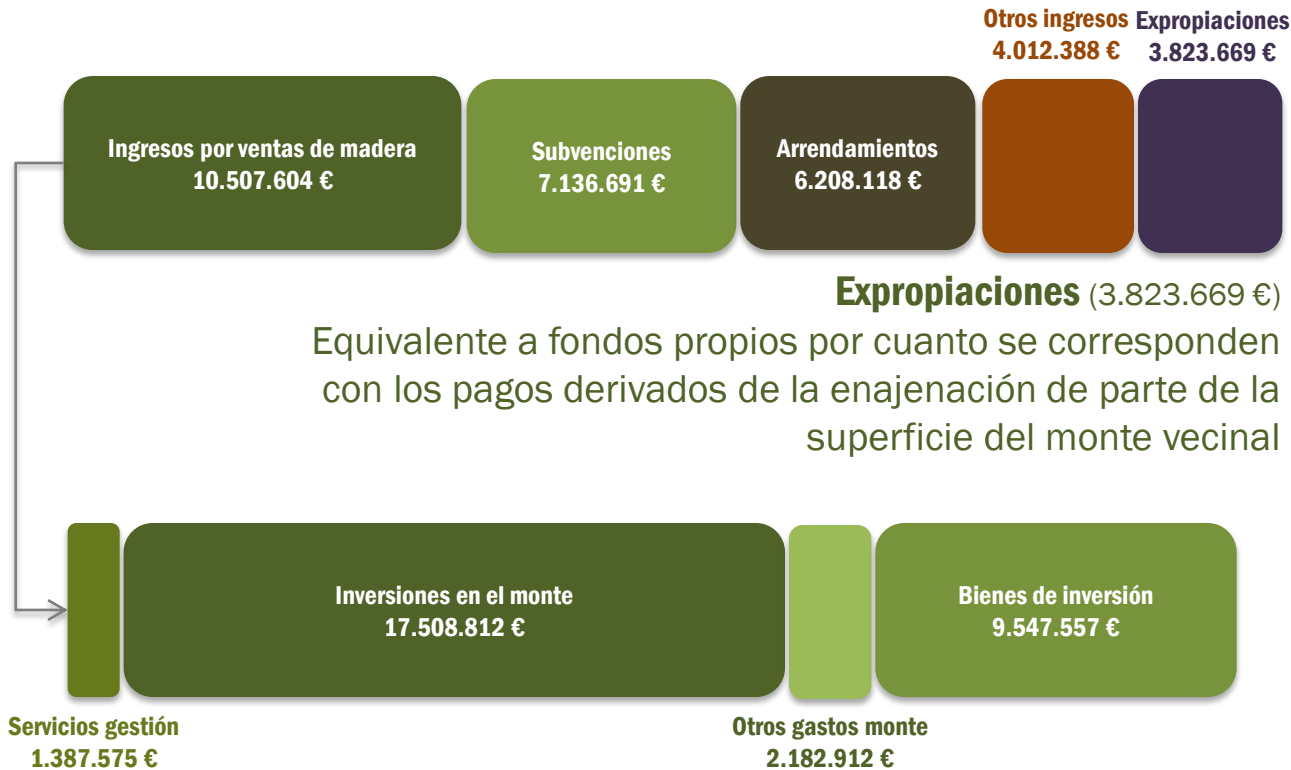 Otros ingresos
4.012.388 €
Expropiaciones
3.823.669 €
Ingresos por ventas de madera
10.507.604 €
Subvenciones
7.136.691 €
Arrendamientos
6.208.118 €
Expropiaciones (3.823.669 €)
Equivalente a fondos propios por cuanto se corresponden
con los pagos derivados de la enajenación de parte de la
superficie del monte vecinal
Inversiones en el monte
17.508.812 €
Bienes de inversión
9.547.557 €
Servicios gestión
1.387.575 €
Otros gastos monte
2.182.912 €